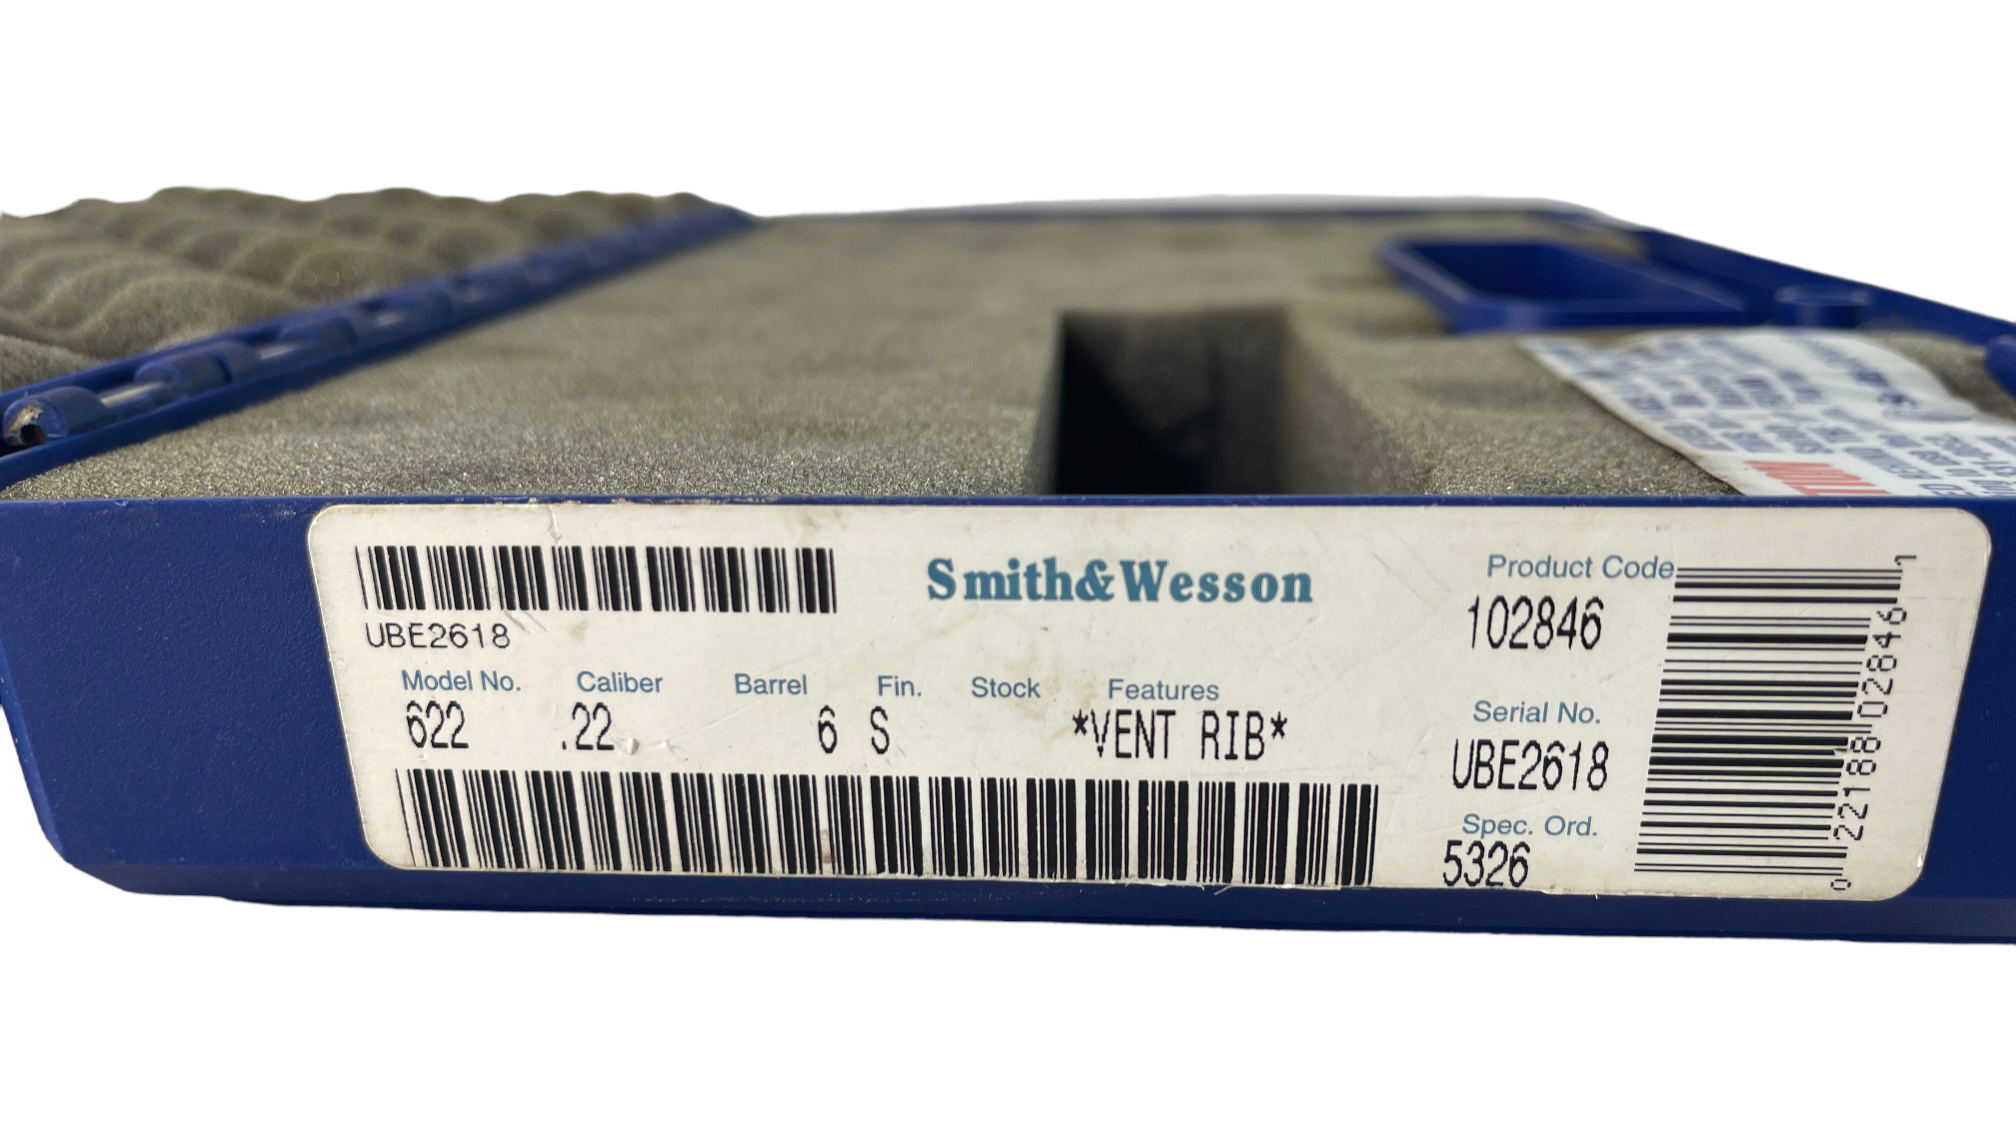 UBE2618
Smith&Wesson
Model No. Caliber Barrel Fin. Stock Features
622 .22 6 S *VENT RIB*
Product Code
102846
Serial No.
UBE2618
Spec. Ord.
5326
0 22188 02846 1